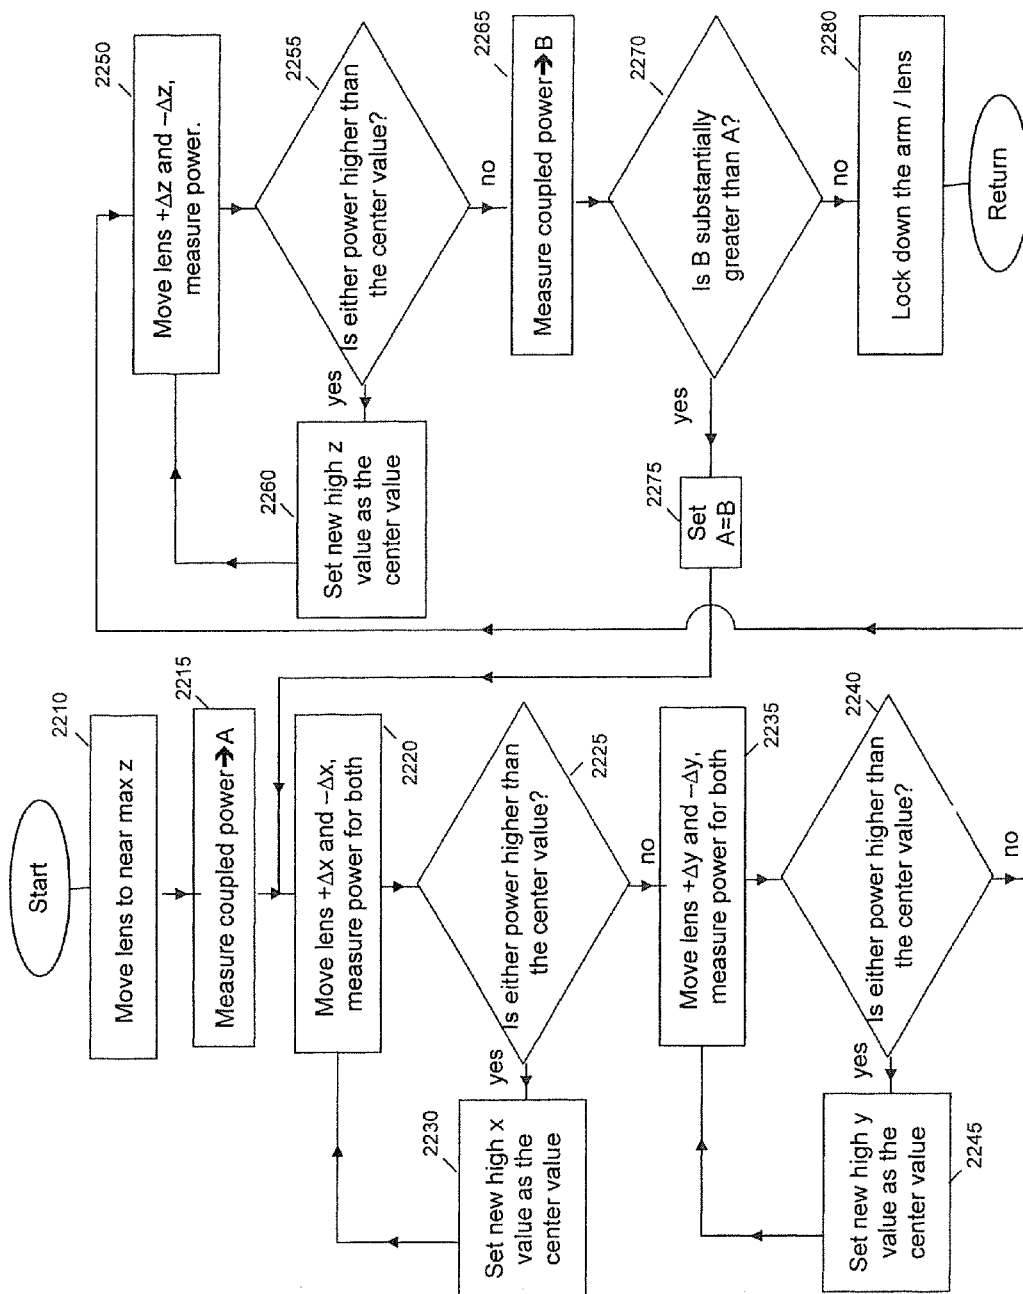 Start
2210
Move lens to near max z
2215
Measure coupled power➔A
Move lens +Δx and –Δx,
measure power for both
2220
Is either power higher than
the center value?
2225
yes
no
2230
Set new high x
value as the
center value
Move lens +Δy and –Δy,
measure power for both
2235
Is either power higher than
the center value?
2240
yes
no
Set new high y
value as the
center value
2245
2250
Move lens +Δz and –Δz,
measure power.
2255
Is either power higher than
the center value?
yes
no
2260
Set new high z
value as the
center value
2265
Measure coupled power➔B
2270
Is B substantially
greater than A?
yes
no
2275
Set
A=B
2280
Lock down the arm / lens
Return